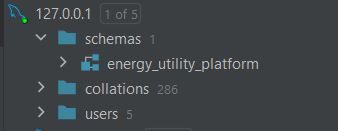 127.0.0.1 1 of 5
schemas 1
energy_utility_platform
collations 286
users 5